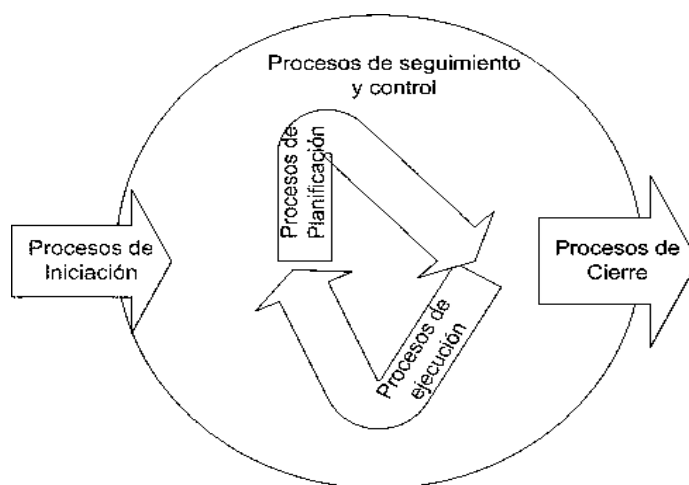 Procesos de seguimiento
y control
Procesos de
Planificación
Procesos de
Iniciación
Procesos de
Cierre
Procesos de
ejecución